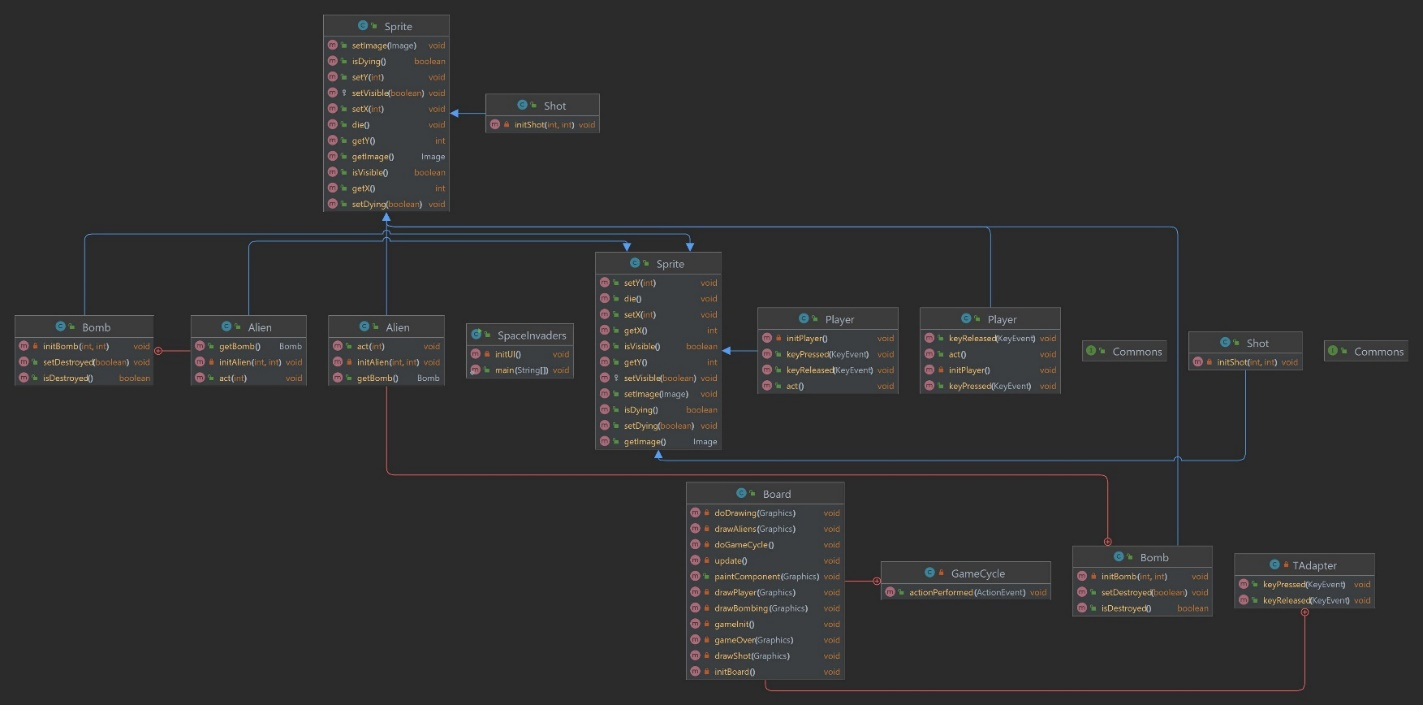 Sprite
setImage(Image) void
isDying() boolean
setY(int) void
setVisible(boolean) void
setX(int) void
die() void
getY() int
getImage() Image
isVisible() boolean
getX() int
setDying(boolean) void
Shot
initShot(int, int) void
Bomb
initBomb(int, int) void
setDestroyed(boolean) void
isDestroyed() boolean
Alien
getBomb() Bomb
initAlien(int, int) void
act(int) void
Alien
act(int) void
initAlien(int, int) void
getBomb() Bomb
SpaceInvaders
initUI() void
main(String[]) void
Sprite
setY(int) void
die() void
setX(int) void
getX() int
isVisible() boolean
getY() int
setVisible(boolean) void
setImage(Image) void
isDying() boolean
setDying(boolean) void
getImage() Image
Player
initPlayer() void
keyPressed(KeyEvent) void
keyReleased(KeyEvent) void
act() void
Player
keyReleased(KeyEvent) void
act() void
initPlayer() void
keyPressed(KeyEvent) void
Commons
Shot
initShot(int, int) void
Commons
Board
doDrawing(Graphics) void
drawAliens(Graphics) void
doGameCycle() void
update() void
paintComponent(Graphics) void
drawPlayer(Graphics) void
drawBombing(Graphics) void
gameInit() void
gameOver(Graphics) void
drawShot(Graphics) void
initBoard() void
GameCycle
actionPerformed(ActionEvent) void
Bomb
initBomb(int, int) void
setDestroyed(boolean) void
isDestroyed() boolean
TAdapter
keyPressed(KeyEvent) void
keyReleased(KeyEvent) void